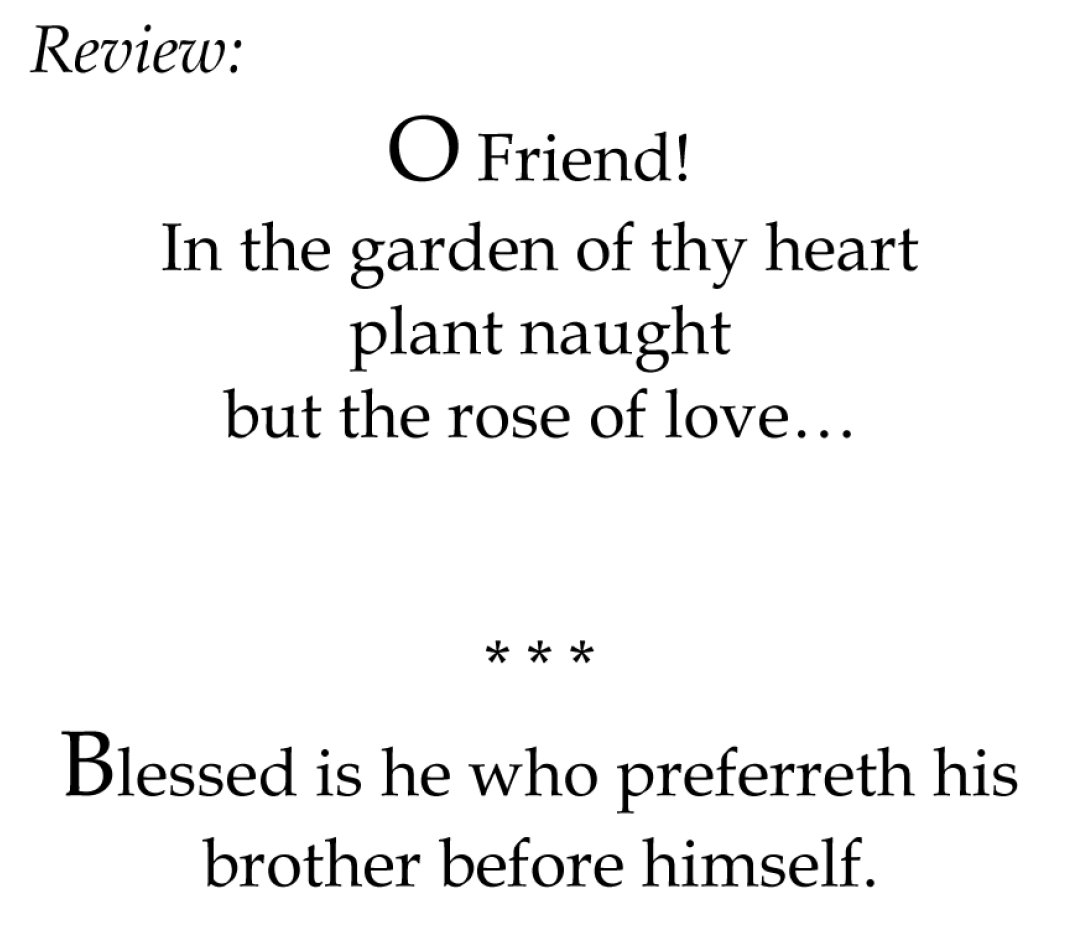 Review:
O Friend!
In the garden of thy heart
plant naught
but the rose of love…
* * *
Blessed is he who preferreth his
brother before himself.